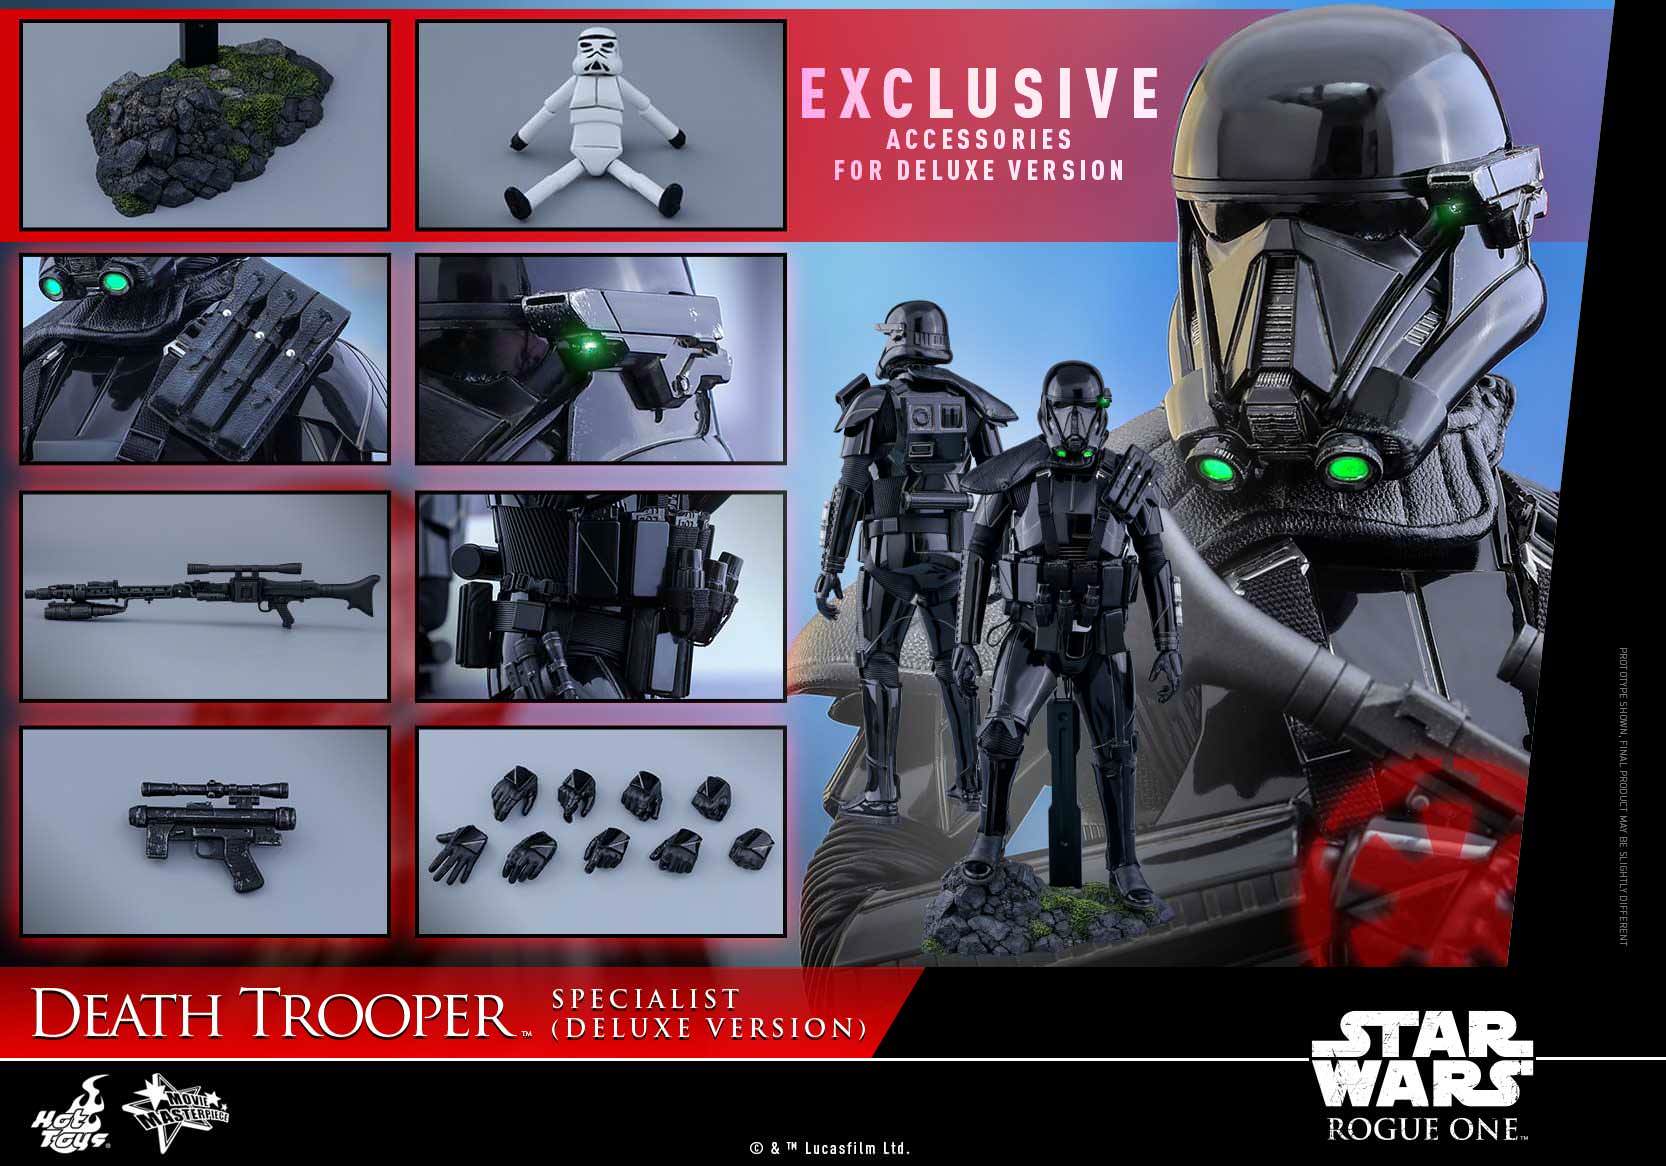 EXCLUSIVE
ACCESSORIES
FOR DELUXE VERSION
PROTOTYPE SHOWN, FINAL PRODUCT MAY BE SLIGHTLY DIFFERENT
DEATH TROOPER™
SPECIALIST
(DELUXE VERSION)
STAR
WARS
ROGUE ONE™
Hot
Toys®
MOVIE
MASTERPIECE
© & ™ Lucasfilm Ltd.